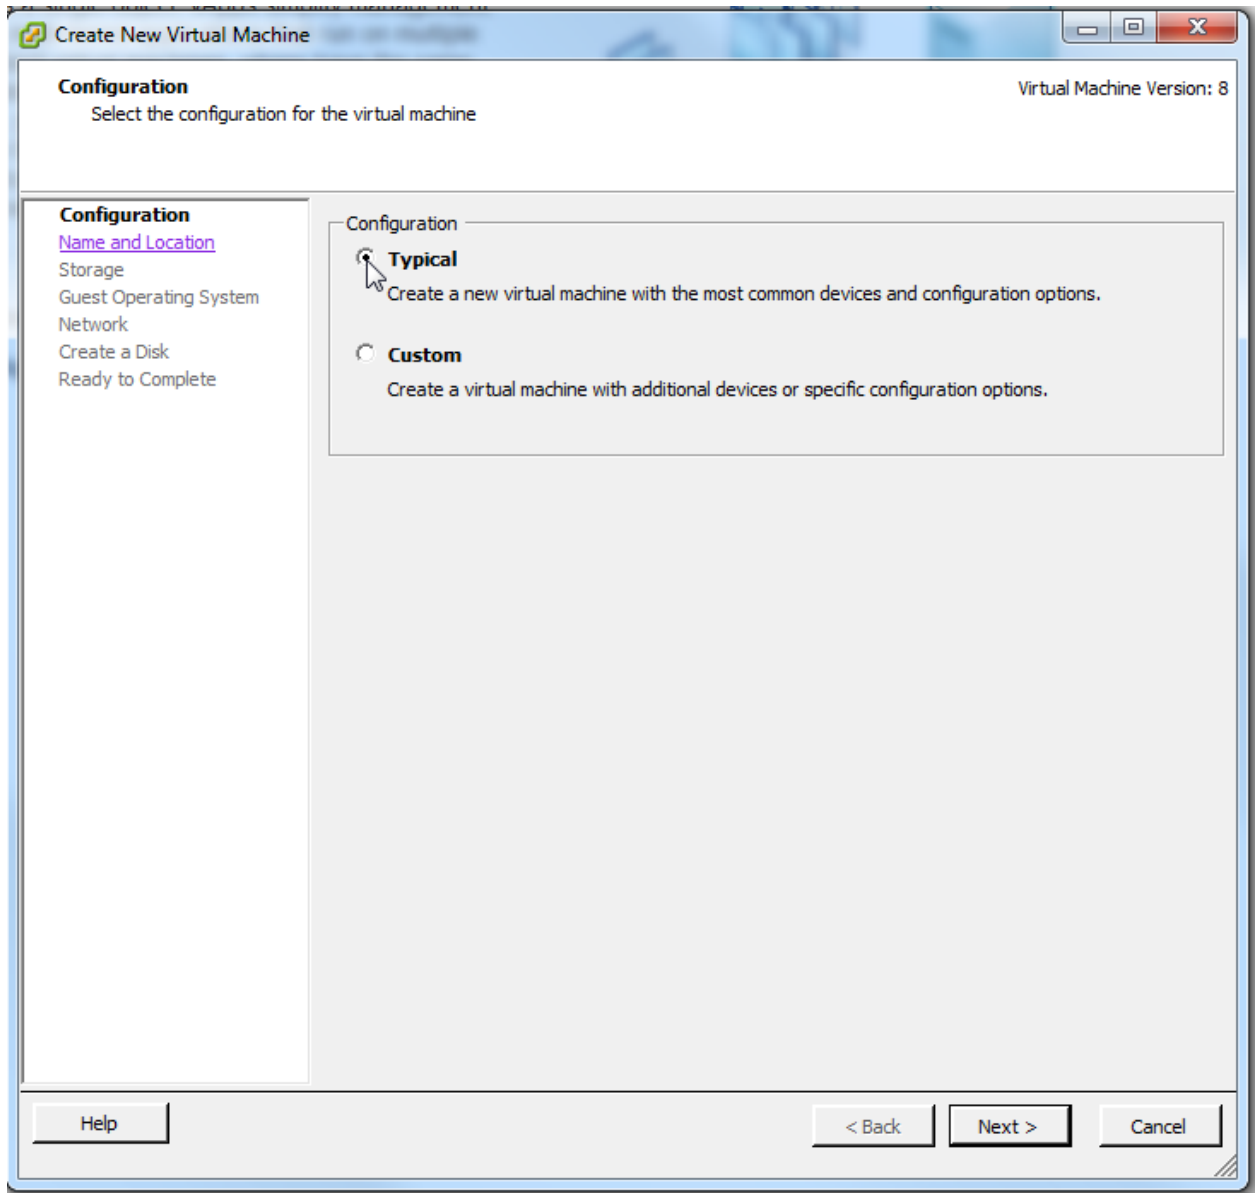 Create New Virtual Machine
Configuration
Virtual Machine Version: 8
Select the configuration for the virtual machine
Configuration
Name and Location
Storage
Guest Operating System
Network
Create a Disk
Ready to Complete
Configuration
Typical
Create a new virtual machine with the most common devices and configuration options.
Custom
Create a virtual machine with additional devices or specific configuration options.
Help
< Back
Next >
Cancel